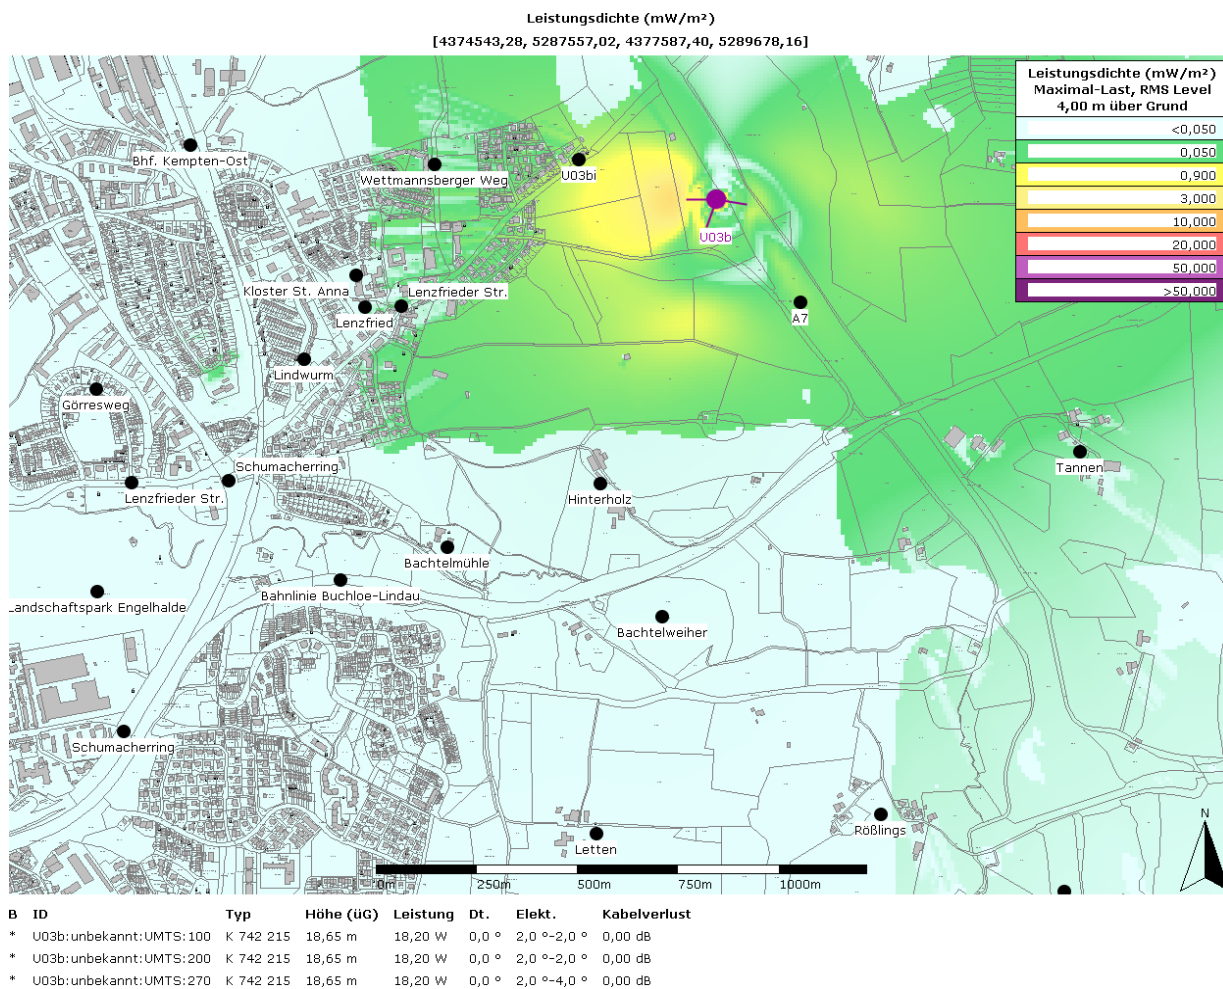 Leistungsdichte (mW/m²)
[4374543,28, 5287557,02, 4377587,40, 5289678,16]
Leistungsdichte (mW/m²)
Maximal-Last, RMS Level
4,00 m über Grund
<0,050
0,050
0,900
3,000
10,000
20,000
50,000
>50,000
Bhf. Kempten-Ost
Wettmannsberger Weg
U03bi
U03b
Kloster St. Anna
Lenzfrieder Str.
Lenzfried
A7
Lindwurm
Görresweg
Schumacherring
Lenzfrieder Str.
Hinterholz
Tannen
Bachtelmühle
Bahnlinie Buchloe-Lindau
Landschaftspark Engelhalde
Bachtelweiher
Schumacherring
Rößlings
Letten
N
0m 250m 500m 750m 1000m
B ID Typ Höhe (üG) Leistung Dt. Elekt. Kabelverlust
* U03b:unbekannt:UMTS:100 K 742 215 18,65 m 18,20 W 0,0 ° 2,0 °-2,0 ° 0,00 dB
* U03b:unbekannt:UMTS:200 K 742 215 18,65 m 18,20 W 0,0 ° 2,0 °-2,0 ° 0,00 dB
* U03b:unbekannt:UMTS:270 K 742 215 18,65 m 18,20 W 0,0 ° 2,0 °-4,0 ° 0,00 dB